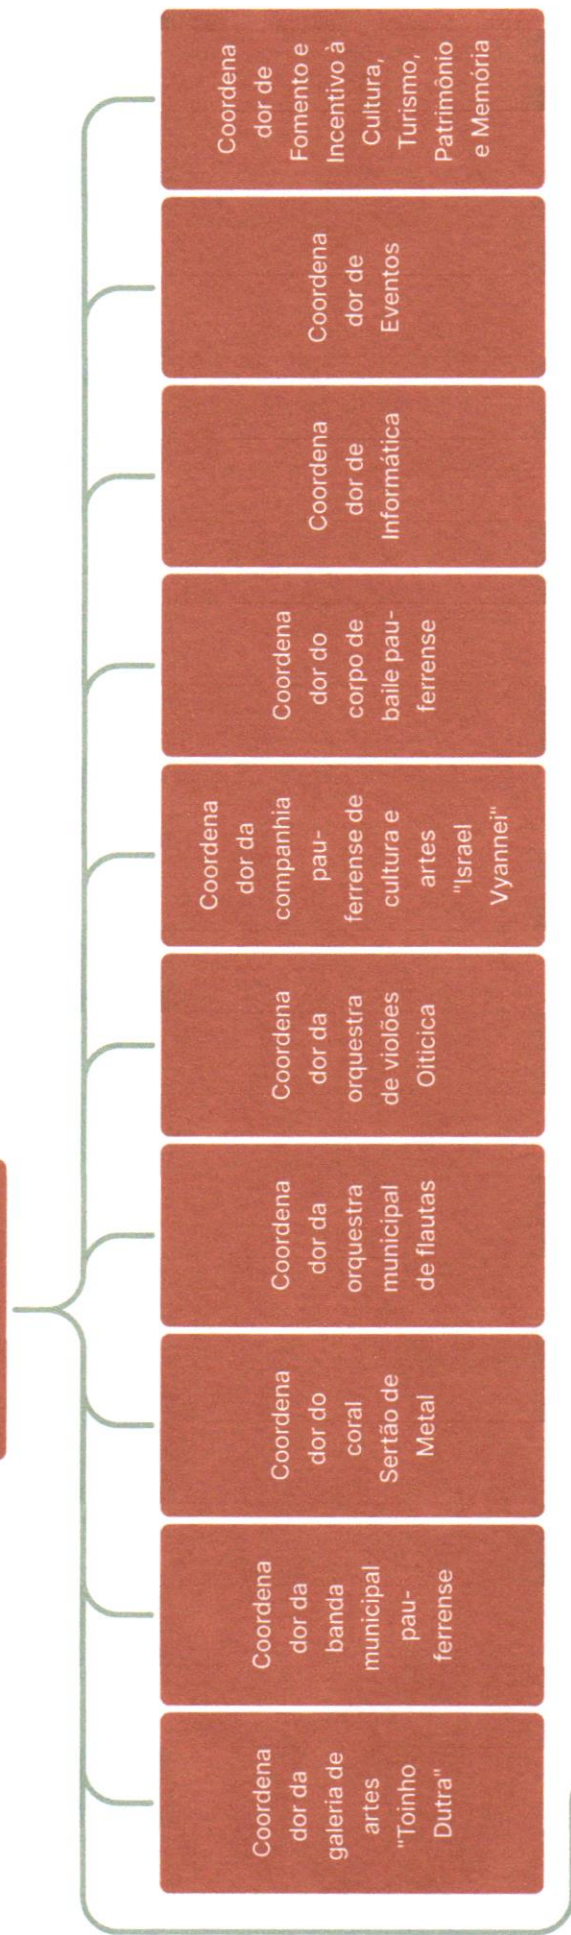 Coordena
dor da
galeria de
artes
"Toinho
Dutra"
Coordena
dor da
banda
municipal
pau-
ferrense
Coordena
dor do
coral
Sertão de
Metal
Coordena
dor da
orquestra
municipal
de flautas
Coordena
dor da
orquestra
de violões
Oiticica
Coordena
dor da
companhia
pau-
ferrense de
cultura e
artes
"Israel
Vyannei"
Coordena
dor do
corpo de
baile pau-
ferrense
Coordena
dor de
Informática
Coordena
dor de
Eventos
Coordena
dor de
Fomento e
Incentivo à
Cultura,
Turismo,
Patrimônio
e Memória